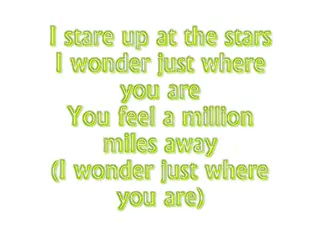 I stare up at the stars
I wonder just where
you are
You feel a million
miles away
(I wonder just where
you are)